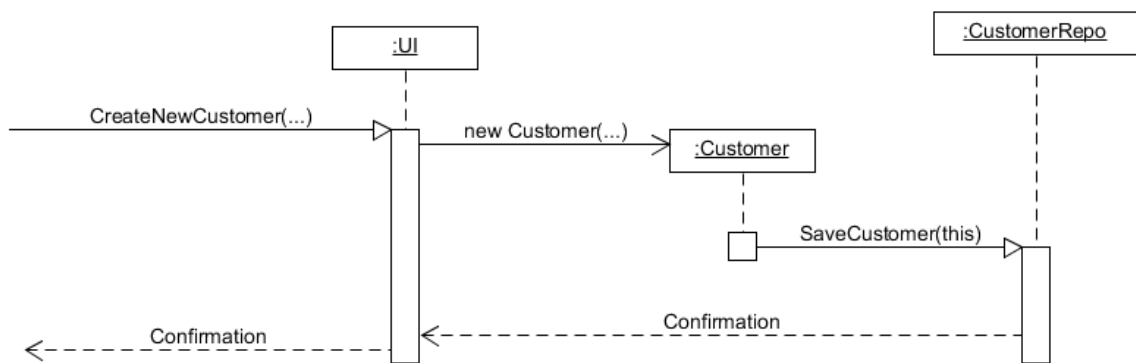 :UI
:CustomerRepo
CreateNewCustomer(...)
new Customer(...)
:Customer
SaveCustomer(this)
Confirmation
Confirmation